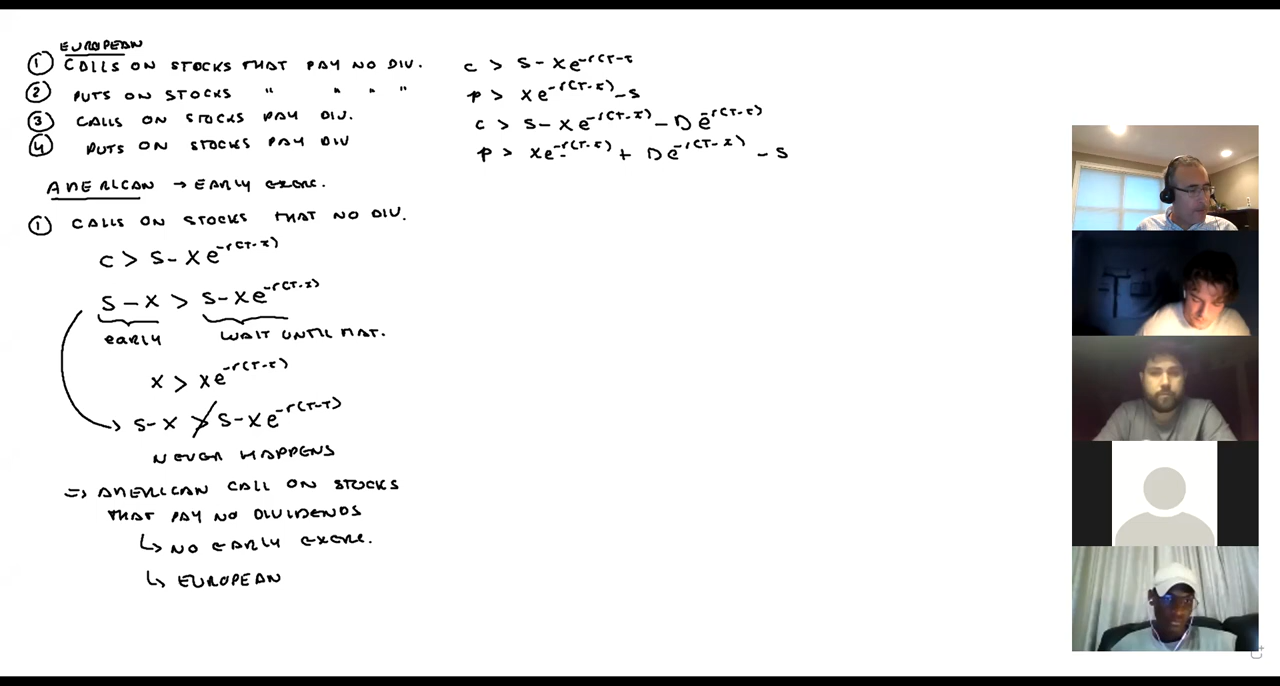 EUROPEAN
① CALLS ON STOCKS THAT PAY NO DIV. c > S - Xe^-r(T-t
② PUTS ON STOCKS " " " " p > Xe^-r(T-t) - S
③ CALLS ON STOCKS PAY DIV. c > S - Xe^-r(T-t) - De^-r(T-t)
④ PUTS ON STOCKS PAY DIV p > Xe^-r(T-t) + De^-r(T-t) - S
AMERICAN → EARLY EXERC.
① CALLS ON STOCKS THAT NO DIV.
c > S - Xe^-r(T-t)
S - X > S - Xe^-r(T-t)
EARLY WAIT UNTIL MAT.
X > Xe^-r(T-t)
S - X ≯ S - Xe^-r(T-T)
NEVER HAPPENS
⇒ AMERICAN CALL ON STOCKS
THAT PAY NO DIVIDENDS
↳ NO EARLY EXERC.
↳ EUROPEAN